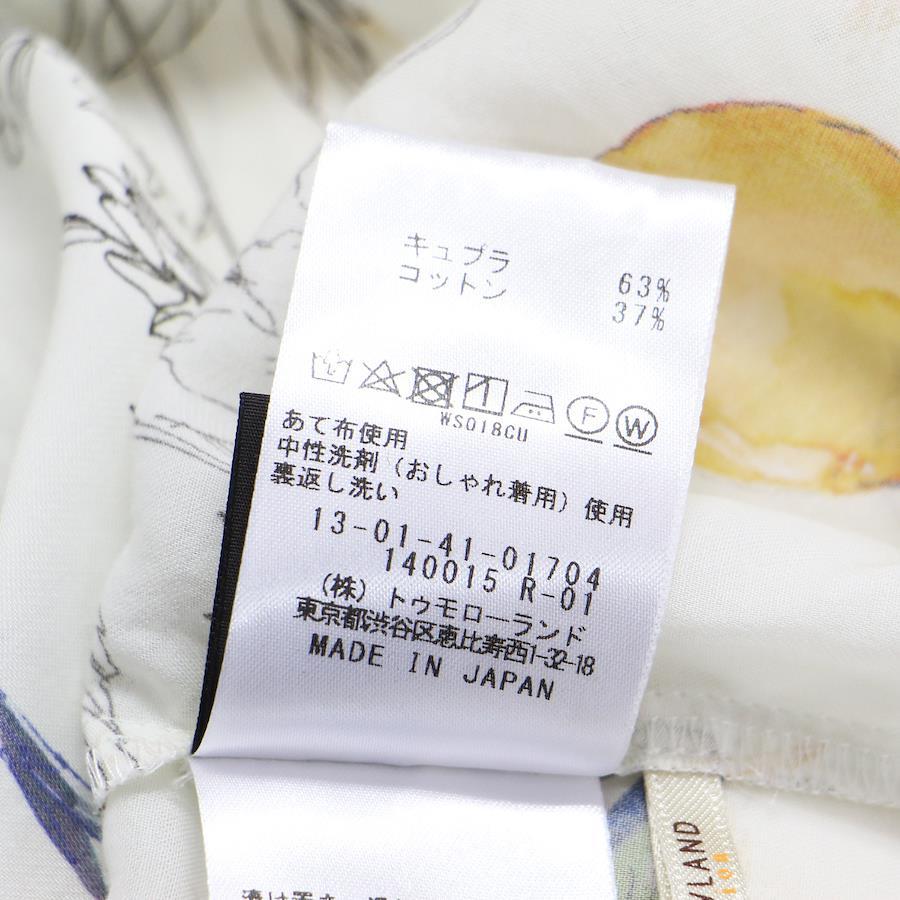 キュプラ 63%
コットン 37%
F W
WS018CU
あて布使用
中性洗剤（おしゃれ着用）使用
裏返し洗い
13-01-41-01704
140015 R-01
（株）トゥモローランド
東京都渋谷区恵比寿西1-32-18
MADE IN JAPAN